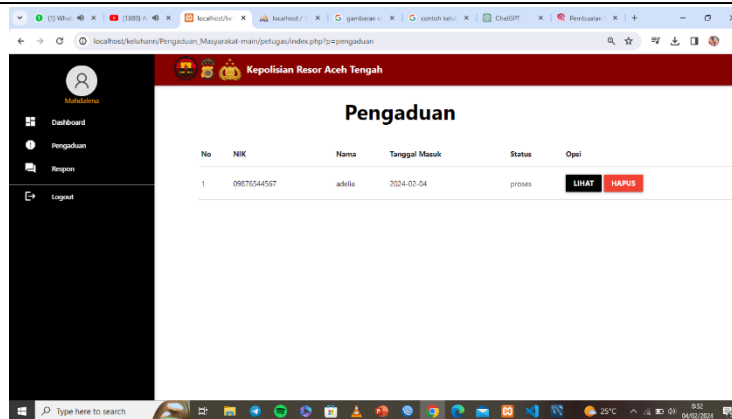 (1) What
(1880) A
localhost/kel
localhost / 1
gambaran u
contoh kelu
ChatGPT
Pembuatan
localhost/keluhann/Pengaduan_Masyarakat-main/petugas/index.php?p=pengaduan
Kepolisian Resor Aceh Tengah
Mahdalena
Dashboard
Pengaduan
Respon
Logout
Pengaduan
No NIK Nama Tanggal Masuk Status Opsi
1 09876544567 adelia 2024-02-04 proses LIHAT HAPUS
Type here to search
25°C
8:32
04/02/2024